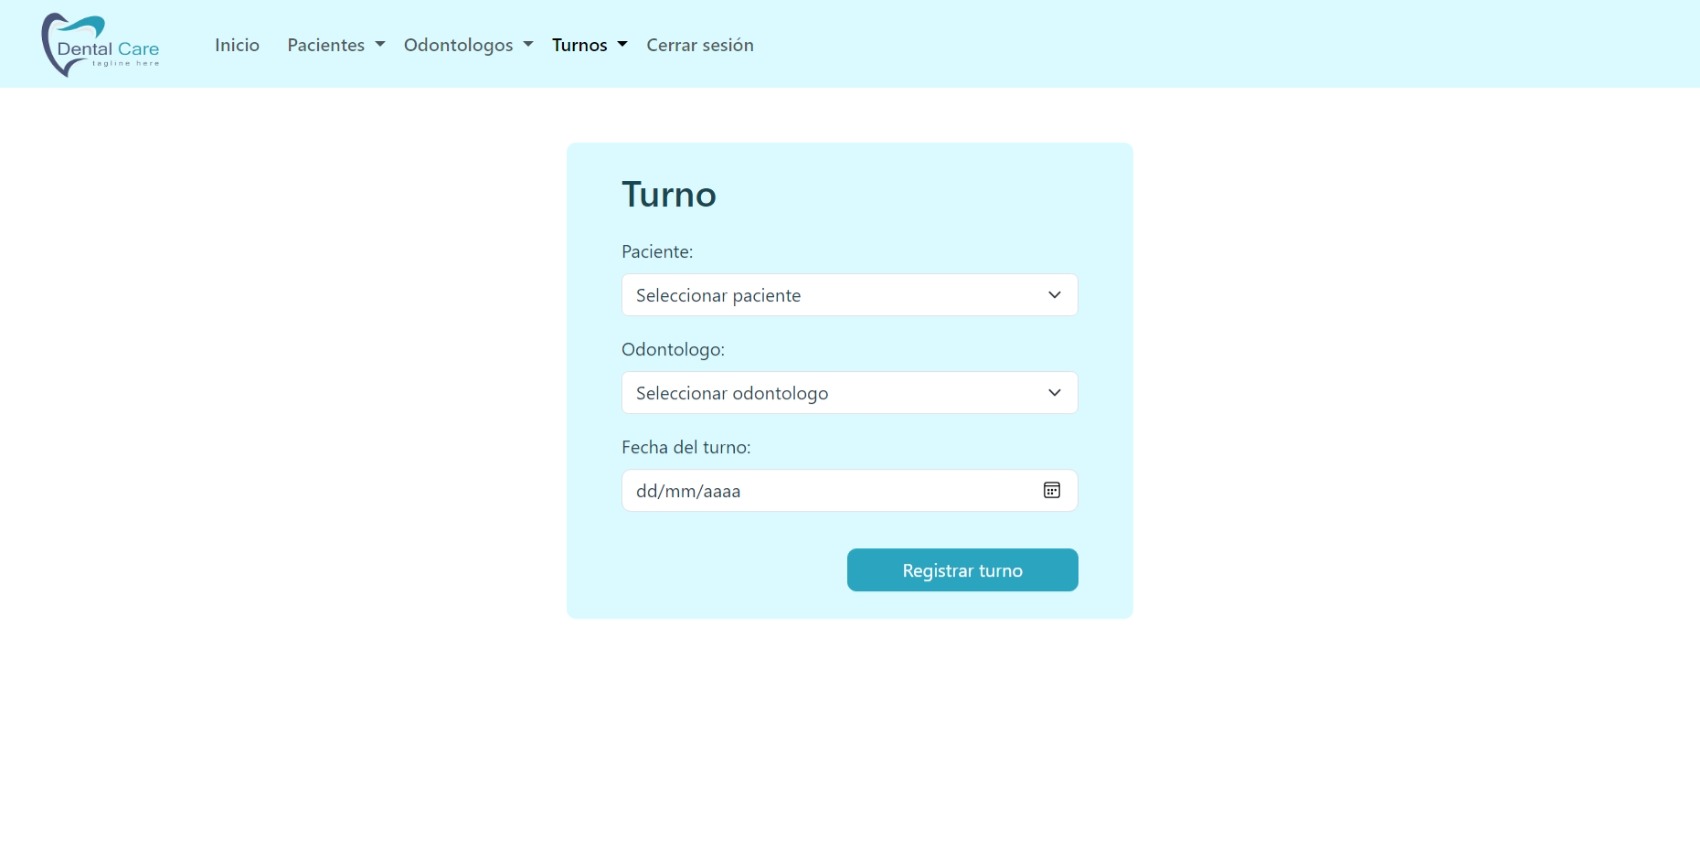 Dental Care
tagline here
Inicio Pacientes Odontologos Turnos Cerrar sesión
Turno
Paciente:
Seleccionar paciente
Odontologo:
Seleccionar odontologo
Fecha del turno:
dd/mm/aaaa
Registrar turno